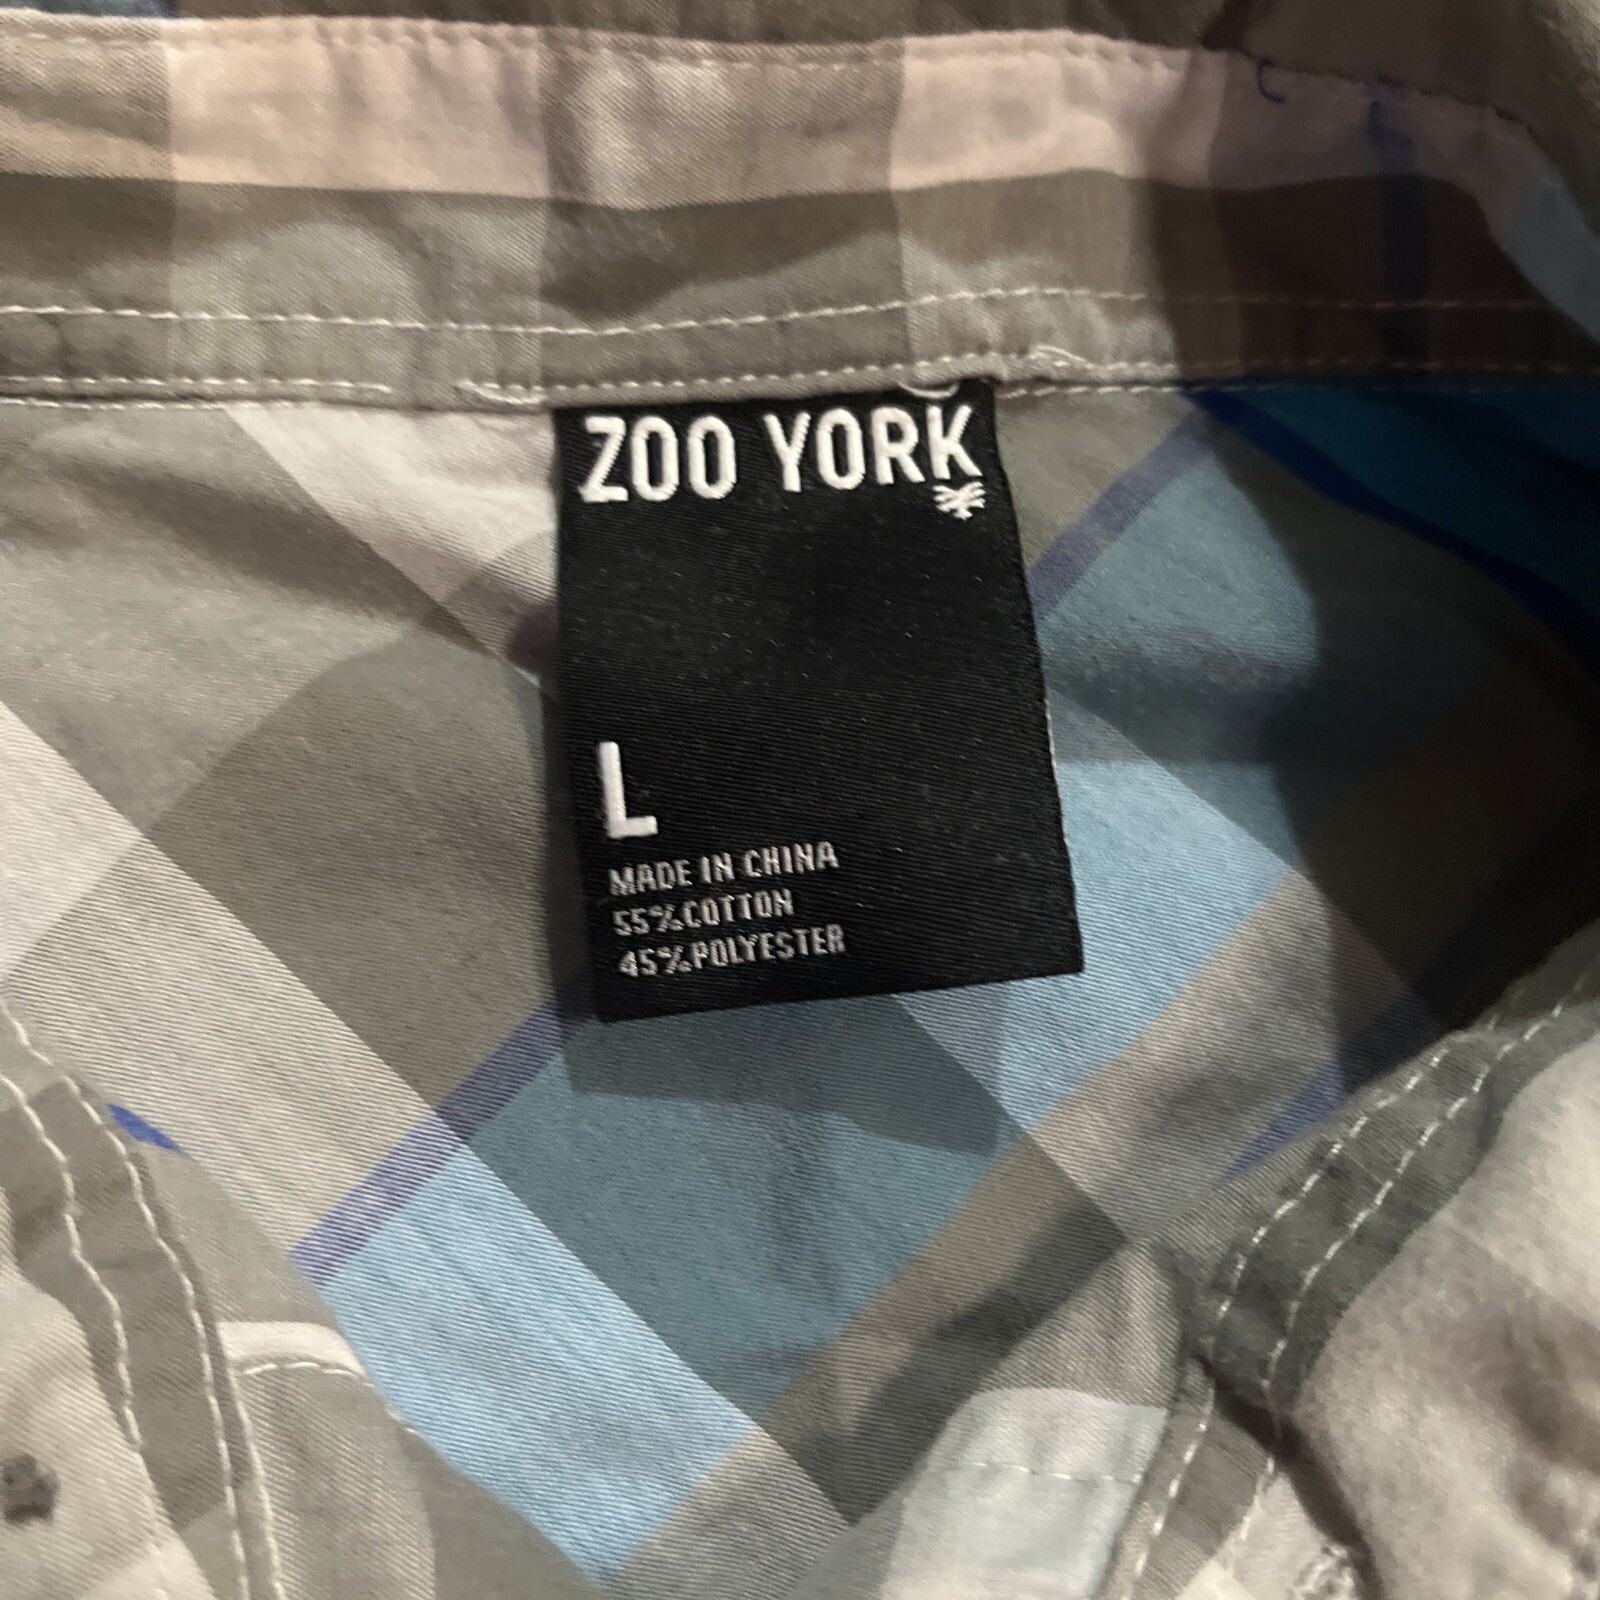 ZOO YORK
L
MADE IN CHINA
55%COTTON
45%POLYESTER